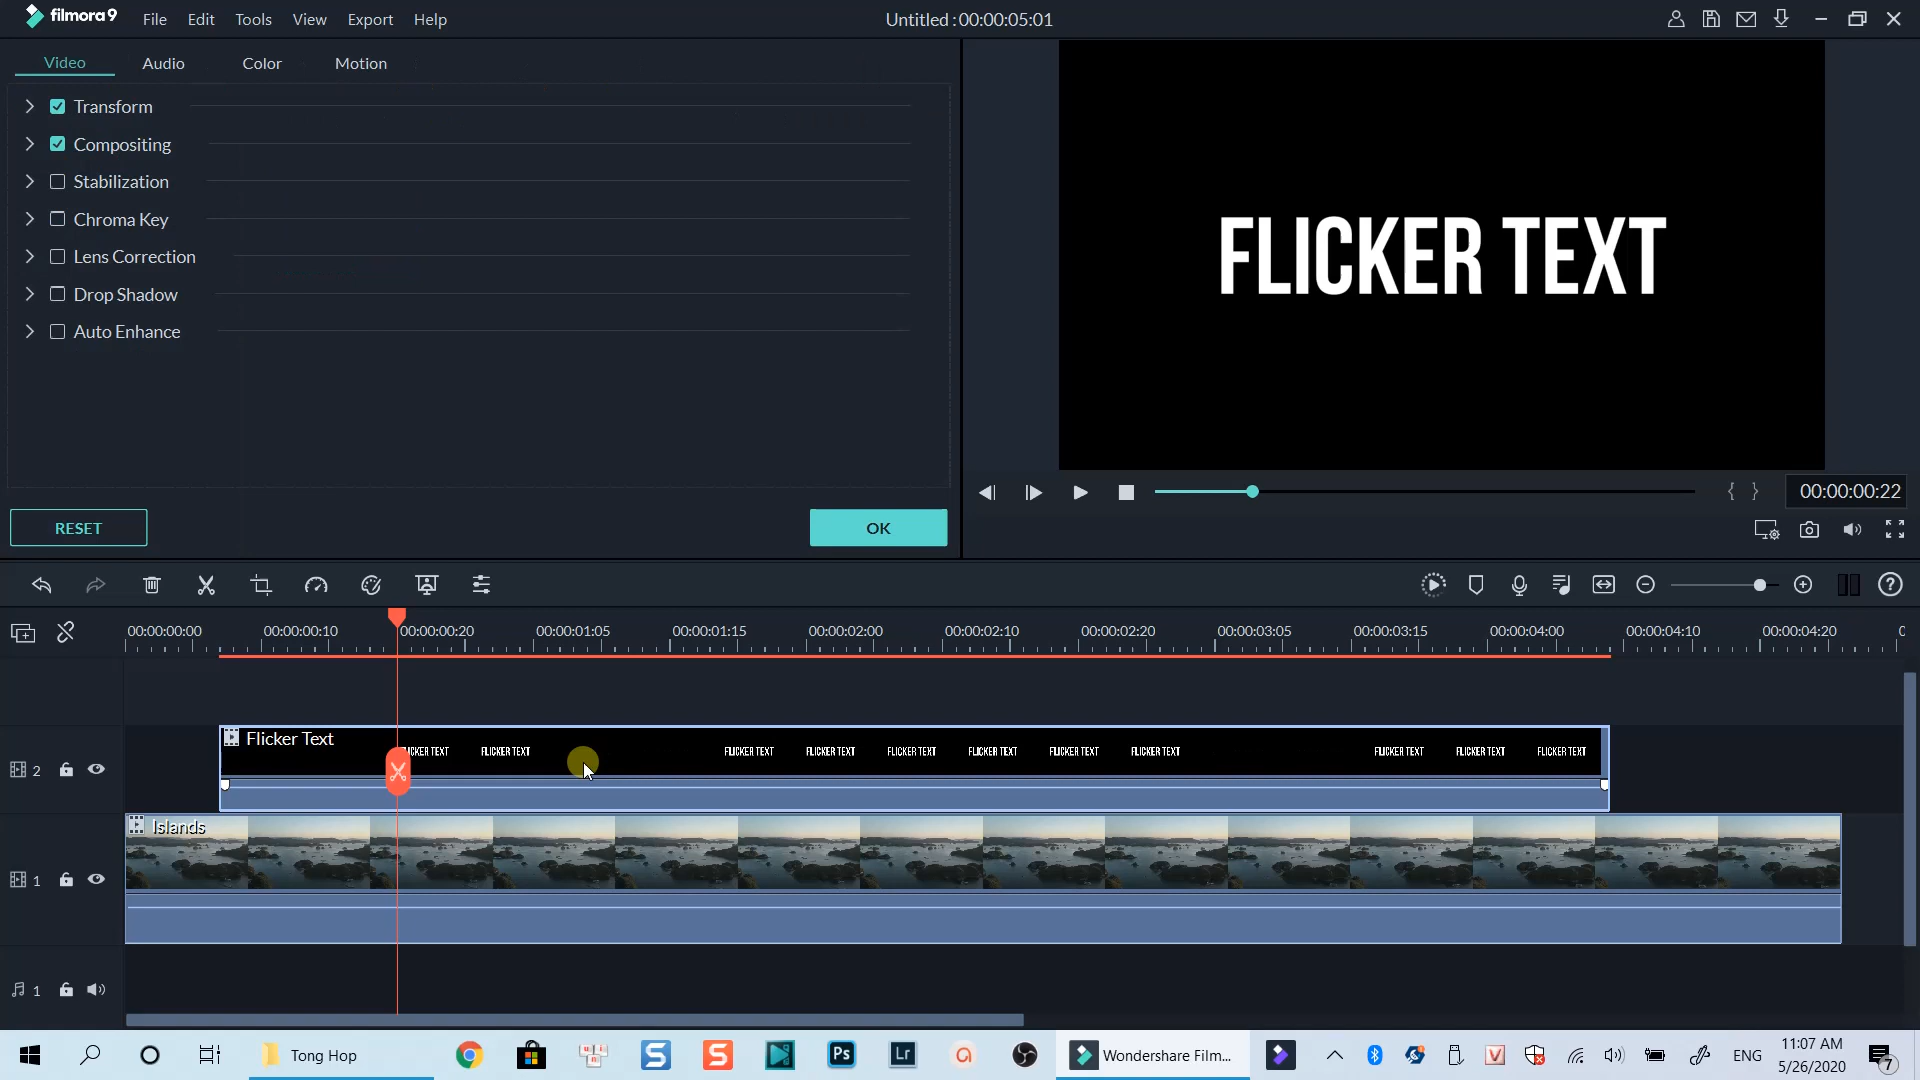 filmora9 File Edit Tools View Export Help Untitled : 00:00:05:01
Video Audio Color Motion
Transform
Compositing
Stabilization
Chroma Key
Lens Correction
Drop Shadow
Auto Enhance
RESET OK
FLICKER TEXT
{ } 00:00:00:22
00:00:00:00 00:00:00:10 00:00:00:20 00:00:01:05 00:00:01:15 00:00:02:00 00:00:02:10 00:00:02:20 00:00:03:05 00:00:03:15 00:00:04:00 00:00:04:10 00:00:04:20 0
Flicker Text
FLICKER TEXT FLICKER TEXT FLICKER TEXT FLICKER TEXT FLICKER TEXT FLICKER TEXT FLICKER TEXT FLICKER TEXT FLICKER TEXT FLICKER TEXT
2
Islands
1
1
Tong Hop S S Ps Lr Wondershare Film... V ENG 11:07 AM
5/26/2020 7